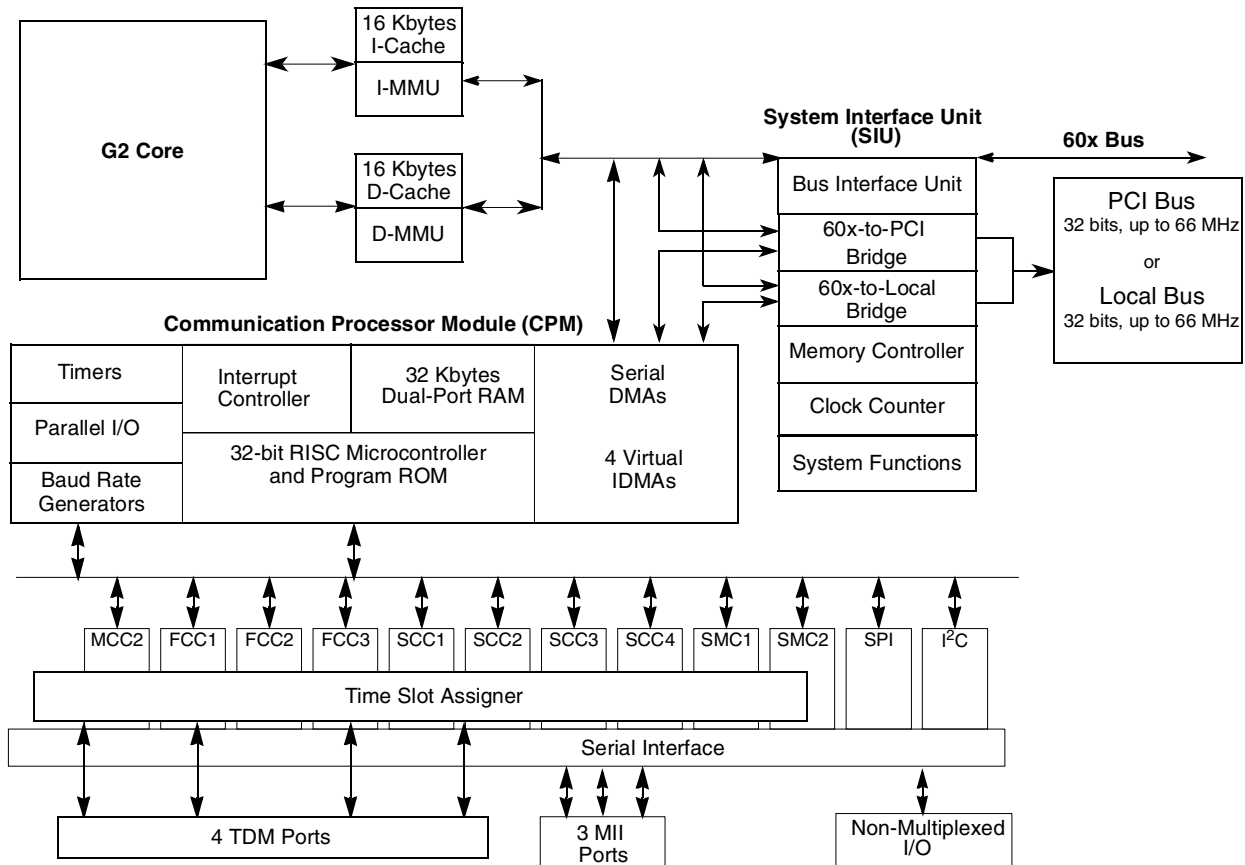 G2 Core
16 Kbytes
I-Cache
I-MMU
16 Kbytes
D-Cache
D-MMU
System Interface Unit
(SIU)
60x Bus
Bus Interface Unit
60x-to-PCI
Bridge
60x-to-Local
Bridge
Memory Controller
Clock Counter
System Functions
PCI Bus
32 bits, up to 66 MHz
or
Local Bus
32 bits, up to 66 MHz
Communication Processor Module (CPM)
Timers
Parallel I/O
Baud Rate
Generators
Interrupt
Controller
32 Kbytes
Dual-Port RAM
32-bit RISC Microcontroller
and Program ROM
Serial
DMAs
4 Virtual
IDMAs
MCC2
FCC1
FCC2
FCC3
SCC1
SCC2
SCC3
SCC4
SMC1
SMC2
SPI
I²C
Time Slot Assigner
Serial Interface
4 TDM Ports
3 MII
Ports
Non-Multiplexed
I/O